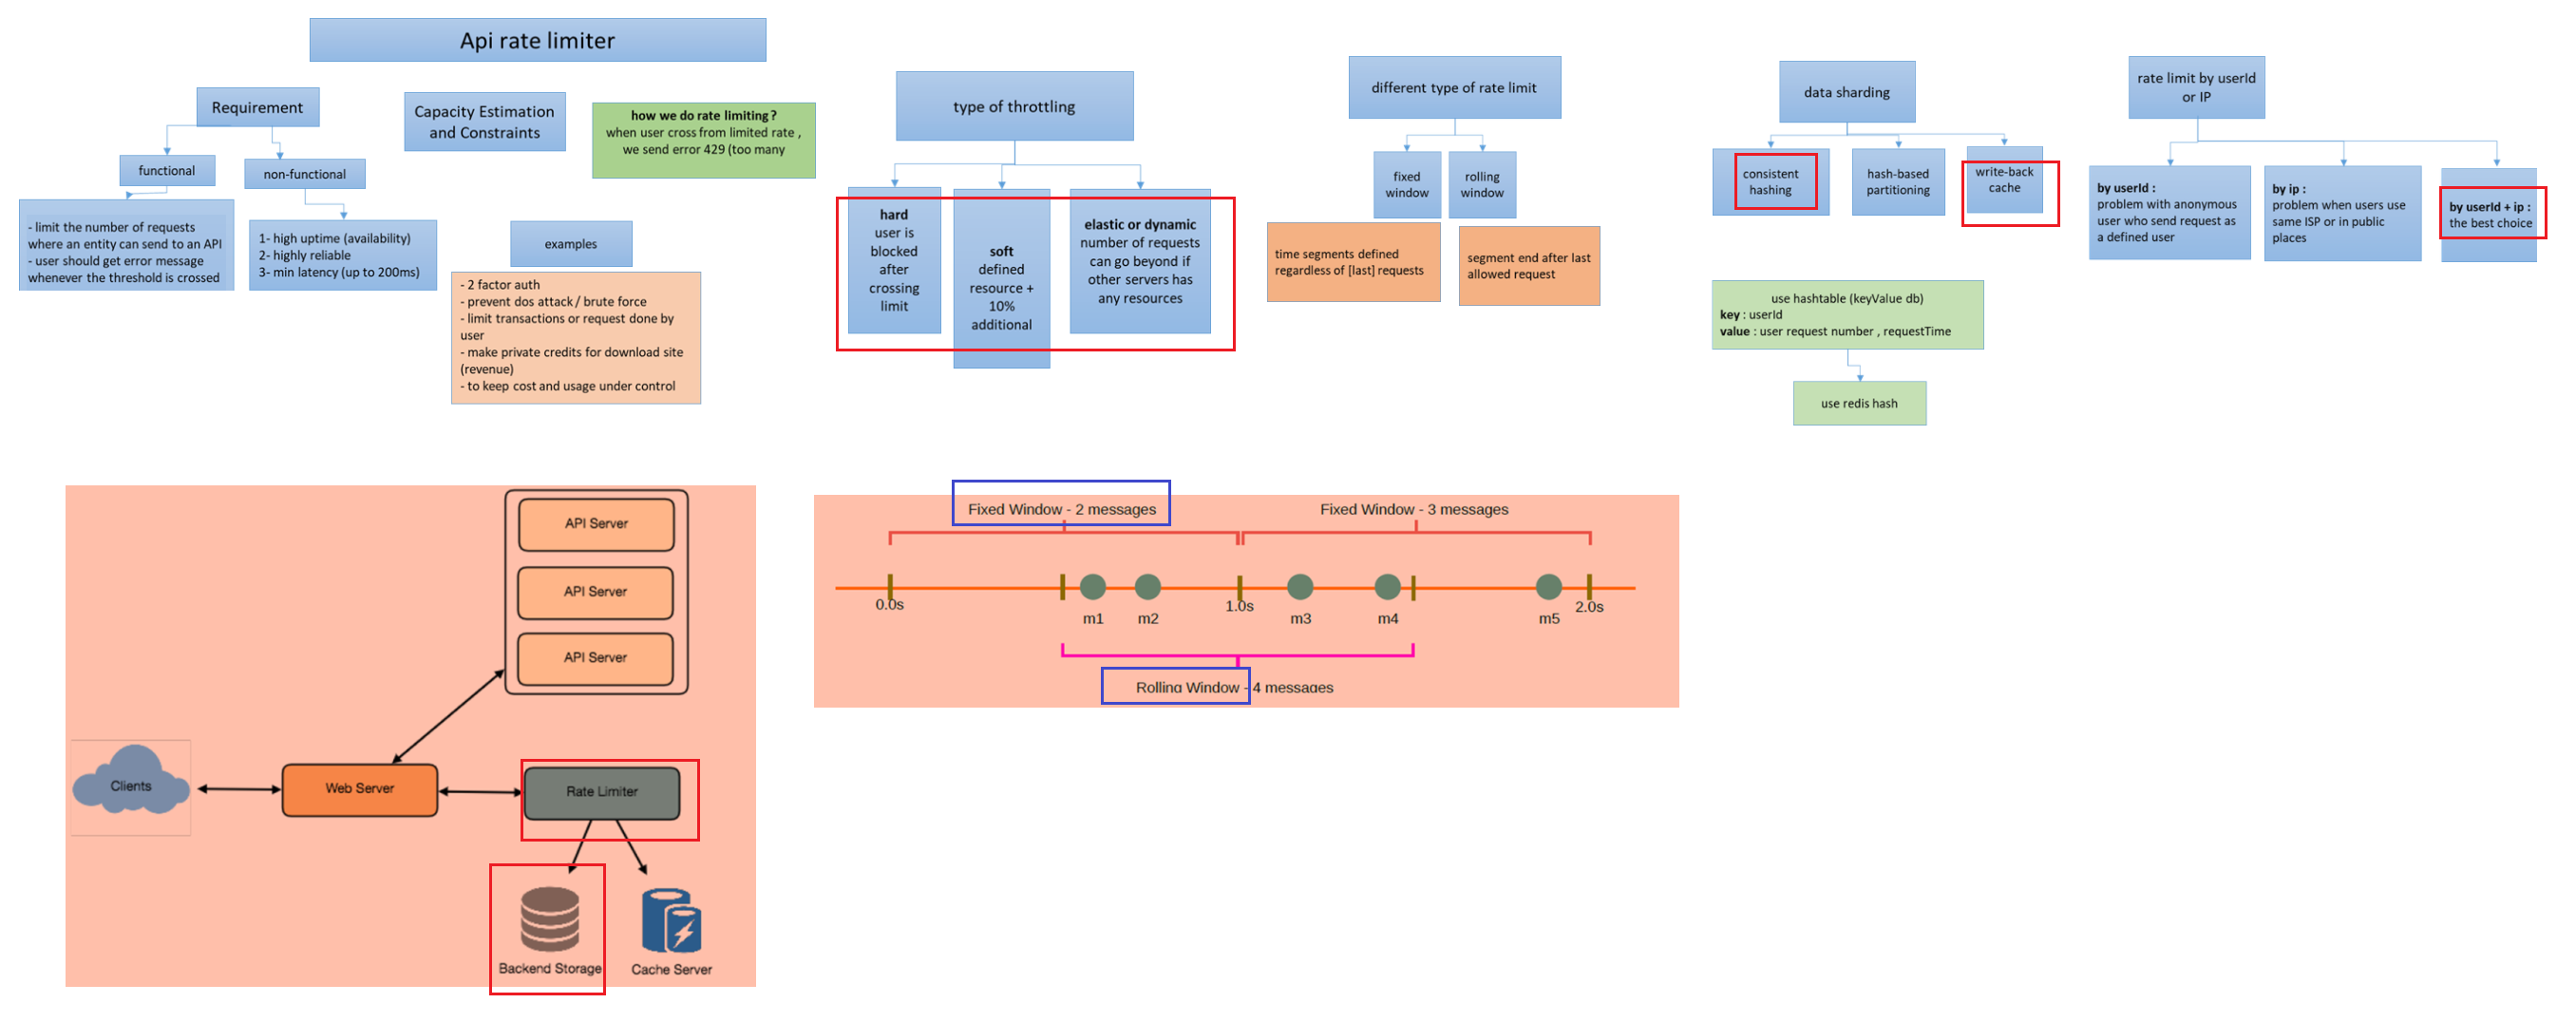 Api rate limiter
Requirement
functional
- limit the number of requests
where an entity can send to an API
- user should get error message
whenever the threshold is crossed
non-functional
1- high uptime (availability)
2- highly reliable
3- min latency (up to 200ms)
Capacity Estimation
and Constraints
how we do rate limiting ?
when user cross from limited rate ,
we send error 429 (too many
examples
- 2 factor auth
- prevent dos attack / brute force
- limit transactions or request done by
user
- make private credits for download site
(revenue)
- to keep cost and usage under control
type of throttling
hard
user is
blocked
after
crossing
limit
soft
defined
resource +
10%
additional
elastic or dynamic
number of requests
can go beyond if
other servers has
any resources
different type of rate limit
fixed
window
rolling
window
time segments defined
regardless of [last] requests
segment end after last
allowed request
data sharding
consistent
hashing
hash-based
partitioning
write-back
cache
use hashtable (keyValue db)
key : userId
value : user request number , requestTime
use redis hash
rate limit by userId
or IP
by userId :
problem with anonymous
user who send request as
a defined user
by ip :
problem when users use
same ISP or in public
places
by userId + ip :
the best choice
API Server
API Server
API Server
Clients
Web Server
Rate Limiter
Backend Storage
Cache Server
Fixed Window - 2 messages
Fixed Window - 3 messages
0.0s
m1
m2
1.0s
m3
m4
m5
2.0s
Rolling Window - 4 messages